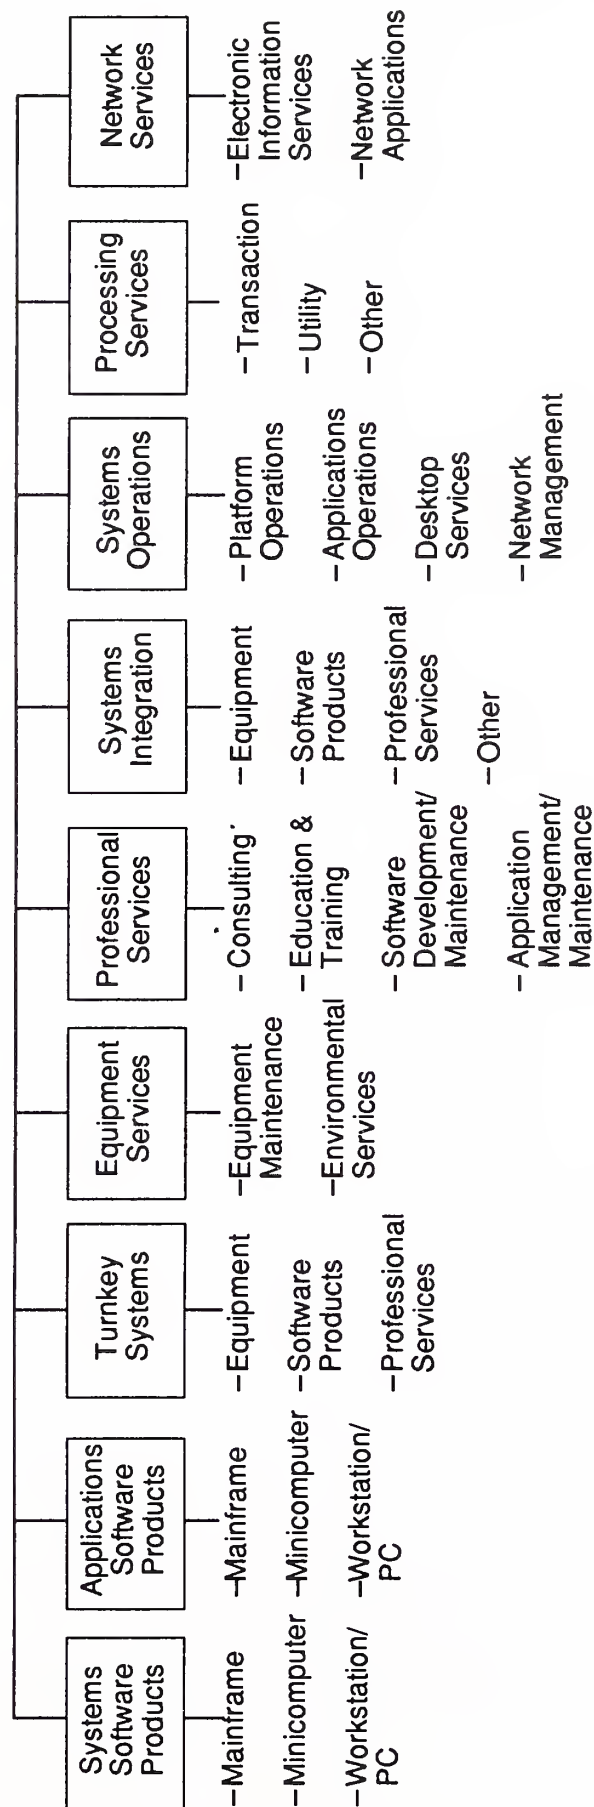 Systems
Software
Products
–Mainframe
–Minicomputer
–Workstation/
PC
Applications
Software
Products
–Mainframe
–Minicomputer
–Workstation/
PC
Turnkey
Systems
–Equipment
–Software
Products
–Professional
Services
Equipment
Services
–Equipment
Maintenance
–Environmental
Services
Professional
Services
– Consulting
– Education &
Training
– Software
Development/
Maintenance
– Application
Management/
Maintenance
Systems
Integration
–Equipment
–Software
Products
–Professional
Services
–Other
Systems
Operations
–Platform
Operations
–Applications
Operations
–Desktop
Services
–Network
Management
Processing
Services
–Transaction
–Utility
–Other
Network
Services
–Electronic
Information
Services
–Network
Applications